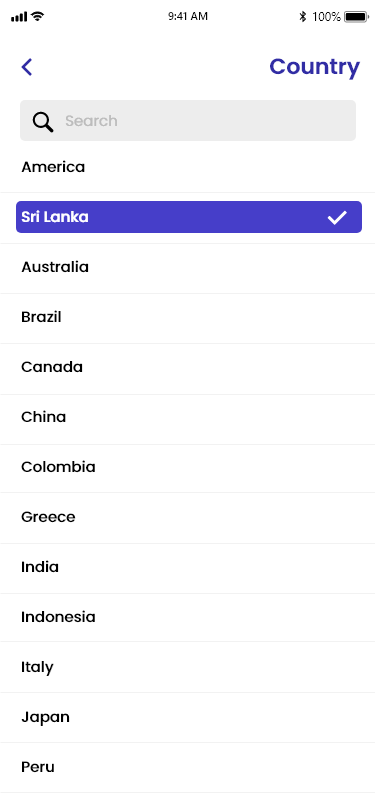 9:41 AM 100%
Country
Search
America
Sri Lanka
Australia
Brazil
Canada
China
Colombia
Greece
India
Indonesia
Italy
Japan
Peru